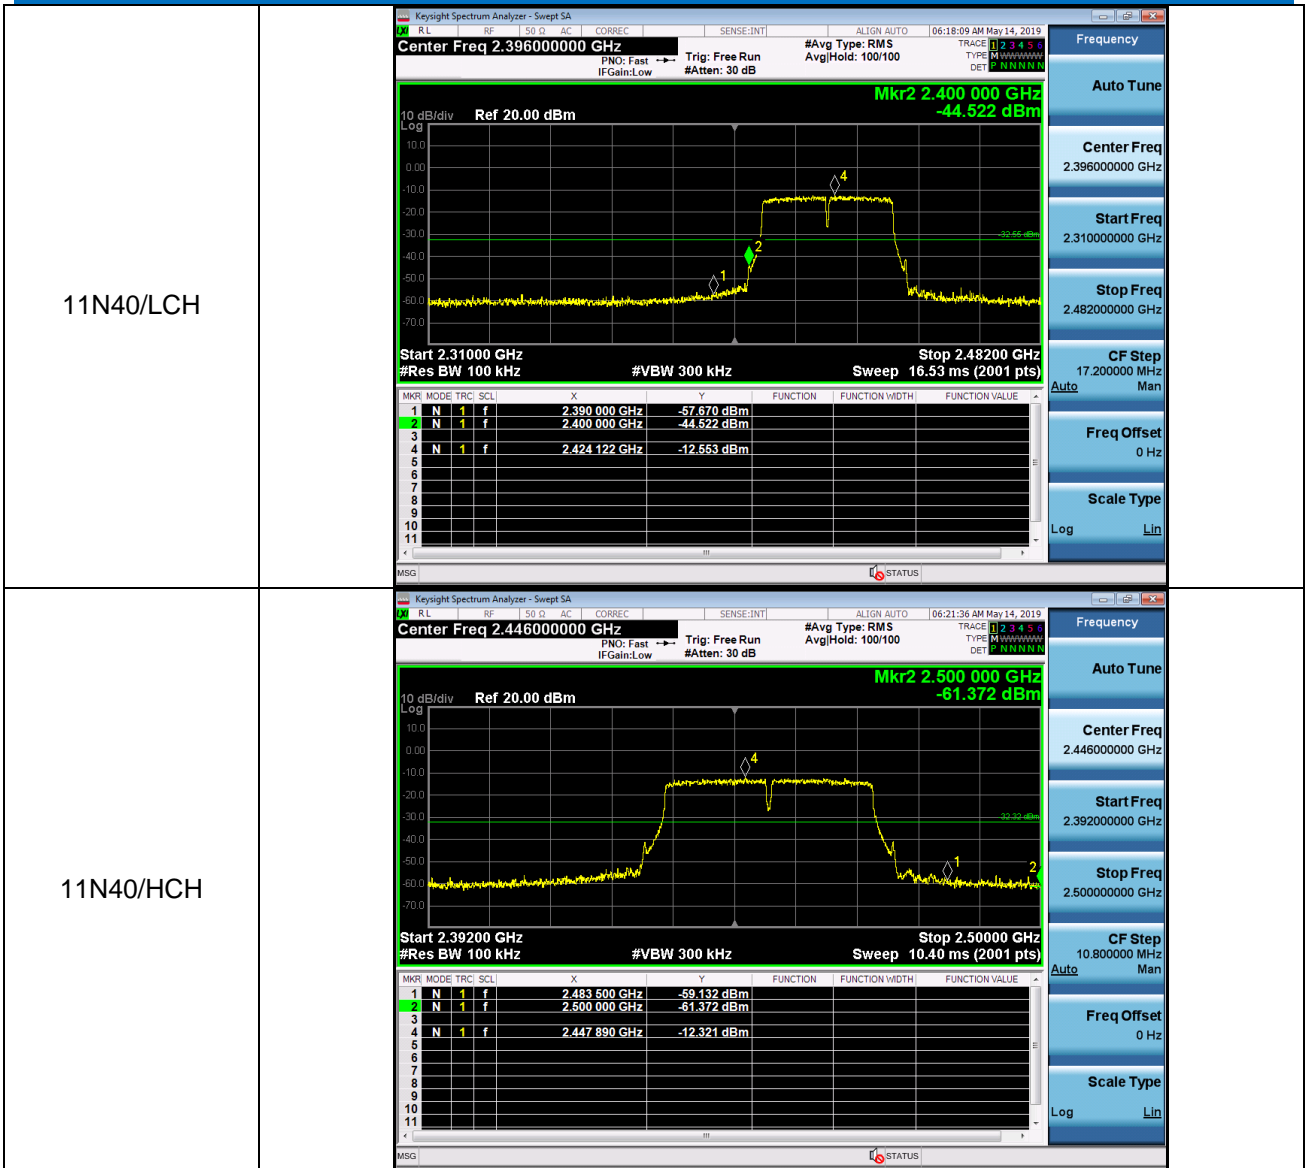 11N40/LCH
Keysight Spectrum Analyzer - Swept SA
LXI RL RF 50 Ω AC CORREC SENSE:INT ALIGN AUTO 06:18:09 AM May 14, 2019
Center Freq 2.396000000 GHz
PNO: Fast
IFGain:Low
Trig: Free Run
#Atten: 30 dB
#Avg Type: RMS
Avg|Hold: 100/100
TRACE 1 2 3 4 5 6
TYPE M WWWWW
DET P N N N N N
Mkr2 2.400 000 GHz
-44.522 dBm
10 dB/div Ref 20.00 dBm
Log
10.0
0.00
-10.0
-20.0
-30.0
-40.0
-50.0
-60.0
-70.0
4
-32.55 dBm
2
1
Start 2.31000 GHz Stop 2.48200 GHz
#Res BW 100 kHz #VBW 300 kHz Sweep 16.53 ms (2001 pts)
MKR MODE TRC SCL X Y FUNCTION FUNCTION WIDTH FUNCTION VALUE
1 N 1 f 2.390 000 GHz -57.670 dBm
2 N 1 f 2.400 000 GHz -44.522 dBm
3
4 N 1 f 2.424 122 GHz -12.553 dBm
5
6
7
8
9
10
11
MSG STATUS
Frequency
Auto Tune
Center Freq
2.396000000 GHz
Start Freq
2.310000000 GHz
Stop Freq
2.482000000 GHz
CF Step
17.200000 MHz
Auto Man
Freq Offset
0 Hz
Scale Type
Log Lin
11N40/HCH
Keysight Spectrum Analyzer - Swept SA
LXI RL RF 50 Ω AC CORREC SENSE:INT ALIGN AUTO 06:21:36 AM May 14, 2019
Center Freq 2.446000000 GHz
PNO: Fast
IFGain:Low
Trig: Free Run
#Atten: 30 dB
#Avg Type: RMS
Avg|Hold: 100/100
TRACE 1 2 3 4 5 6
TYPE M WWWWW
DET P N N N N N
Mkr2 2.500 000 GHz
-61.372 dBm
10 dB/div Ref 20.00 dBm
Log
10.0
0.00
-10.0
-20.0
-30.0
-40.0
-50.0
-60.0
-70.0
4
-32.32 dBm
1
2
Start 2.39200 GHz Stop 2.50000 GHz
#Res BW 100 kHz #VBW 300 kHz Sweep 10.40 ms (2001 pts)
MKR MODE TRC SCL X Y FUNCTION FUNCTION WIDTH FUNCTION VALUE
1 N 1 f 2.483 500 GHz -59.132 dBm
2 N 1 f 2.500 000 GHz -61.372 dBm
3
4 N 1 f 2.447 890 GHz -12.321 dBm
5
6
7
8
9
10
11
MSG STATUS
Frequency
Auto Tune
Center Freq
2.446000000 GHz
Start Freq
2.392000000 GHz
Stop Freq
2.500000000 GHz
CF Step
10.800000 MHz
Auto Man
Freq Offset
0 Hz
Scale Type
Log Lin